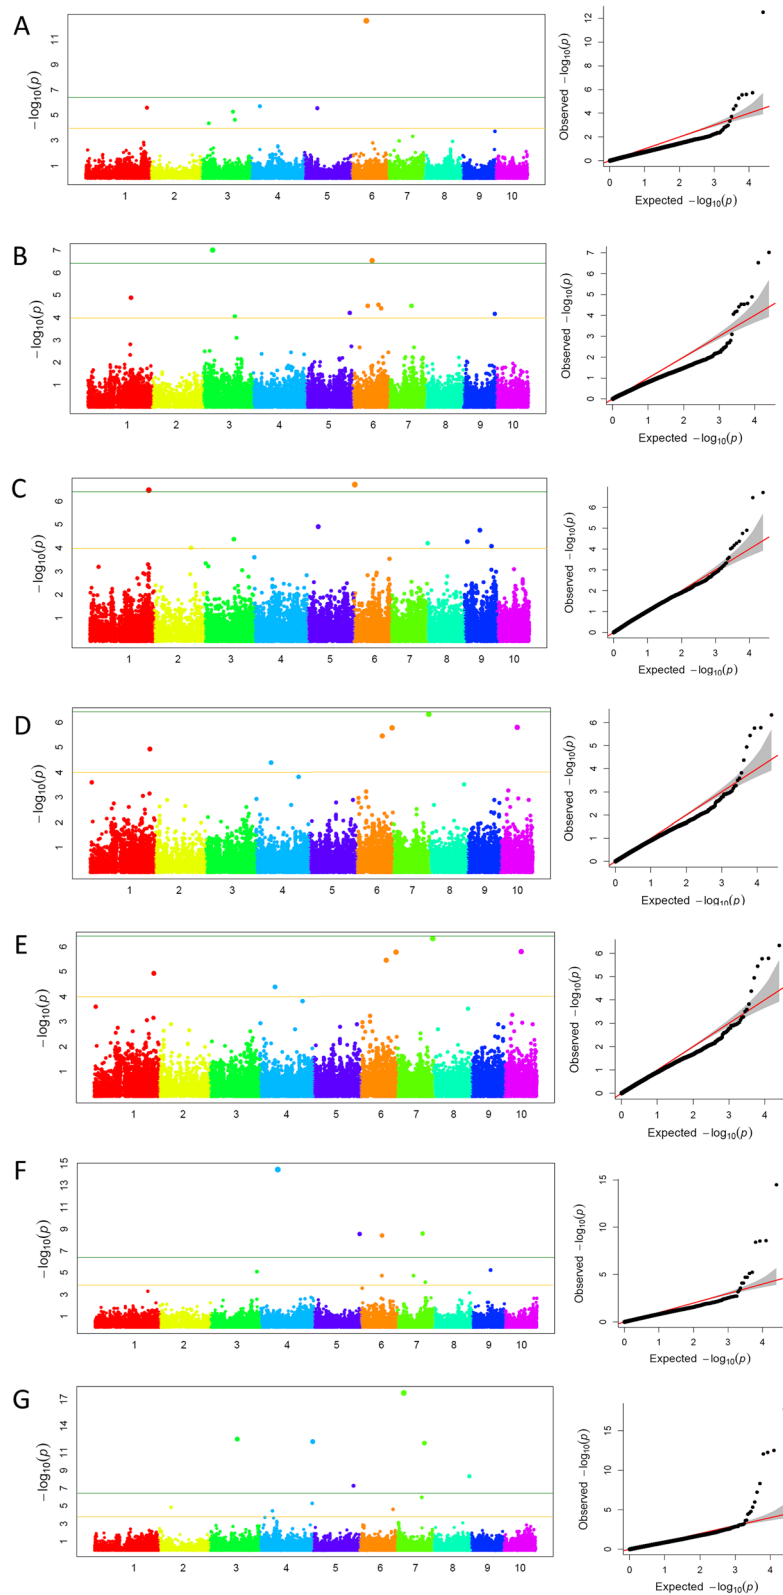 A
−log₁₀(p)
11
9
7
5
3
1
1 2 3 4 5 6 7 8 9 10
Observed −log₁₀(p)
12
10
8
6
4
2
0
0 1 2 3 4
Expected −log₁₀(p)
B
−log₁₀(p)
7
6
5
4
3
2
1
1 2 3 4 5 6 7 8 9 10
Observed −log₁₀(p)
7
6
5
4
3
2
1
0
0 1 2 3 4
Expected −log₁₀(p)
C
−log₁₀(p)
6
5
4
3
2
1
1 2 3 4 5 6 7 8 9 10
Observed −log₁₀(p)
6
5
4
3
2
1
0
0 1 2 3 4
Expected −log₁₀(p)
D
−log₁₀(p)
6
5
4
3
2
1
1 2 3 4 5 6 7 8 9 10
Observed −log₁₀(p)
6
5
4
3
2
1
0
0 1 2 3 4
Expected −log₁₀(p)
E
−log₁₀(p)
6
5
4
3
2
1
1 2 3 4 5 6 7 8 9 10
Observed −log₁₀(p)
6
5
4
3
2
1
0
0 1 2 3 4
Expected −log₁₀(p)
F
−log₁₀(p)
15
13
11
9
7
5
3
1
1 2 3 4 5 6 7 8 9 10
Observed −log₁₀(p)
15
10
5
0
0 1 2 3 4
Expected −log₁₀(p)
G
−log₁₀(p)
17
14
11
9
7
5
3
1
1 2 3 4 5 6 7 8 9 10
Observed −log₁₀(p)
15
10
5
0
0 1 2 3 4
Expected −log₁₀(p)